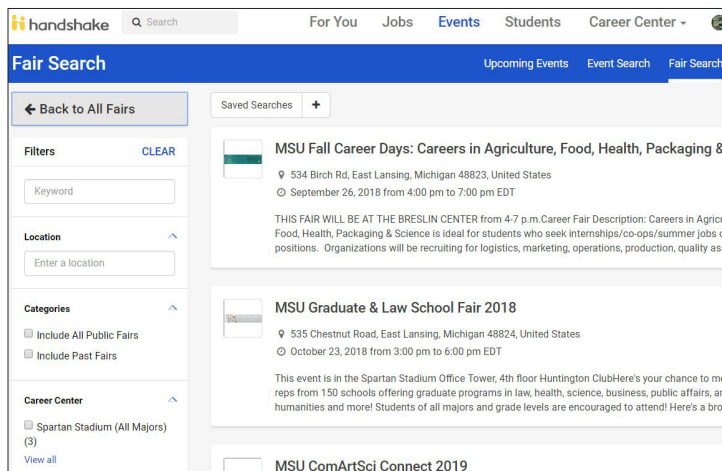 handshake
Search
For You Jobs Events Students Career Center
Fair Search
Upcoming Events Event Search Fair Search
Back to All Fairs
Saved Searches +
Filters CLEAR
Keyword
Location
Enter a location
Categories
Include All Public Fairs
Include Past Fairs
Career Center
Spartan Stadium (All Majors)
(3)
View all
MSU Fall Career Days: Careers in Agriculture, Food, Health, Packaging &
534 Birch Rd, East Lansing, Michigan 48823, United States
September 26, 2018 from 4:00 pm to 7:00 pm EDT
THIS FAIR WILL BE AT THE BRESLIN CENTER from 4-7 p.m.Career Fair Description: Careers in Agricu
Food, Health, Packaging & Science is ideal for students who seek internships/co-ops/summer jobs
positions. Organizations will be recruiting for logistics, marketing, operations, production, quality as
MSU Graduate & Law School Fair 2018
535 Chestnut Road, East Lansing, Michigan 48824, United States
October 23, 2018 from 3:00 pm to 6:00 pm EDT
This event is in the Spartan Stadium Office Tower, 4th floor Huntington ClubHere's your chance to me
reps from 150 schools offering graduate programs in law, health, science, business, public affairs, ar
humanities and more! Students of all majors and grade levels are encouraged to attend! Here's a bro
MSU ComArtSci Connect 2019